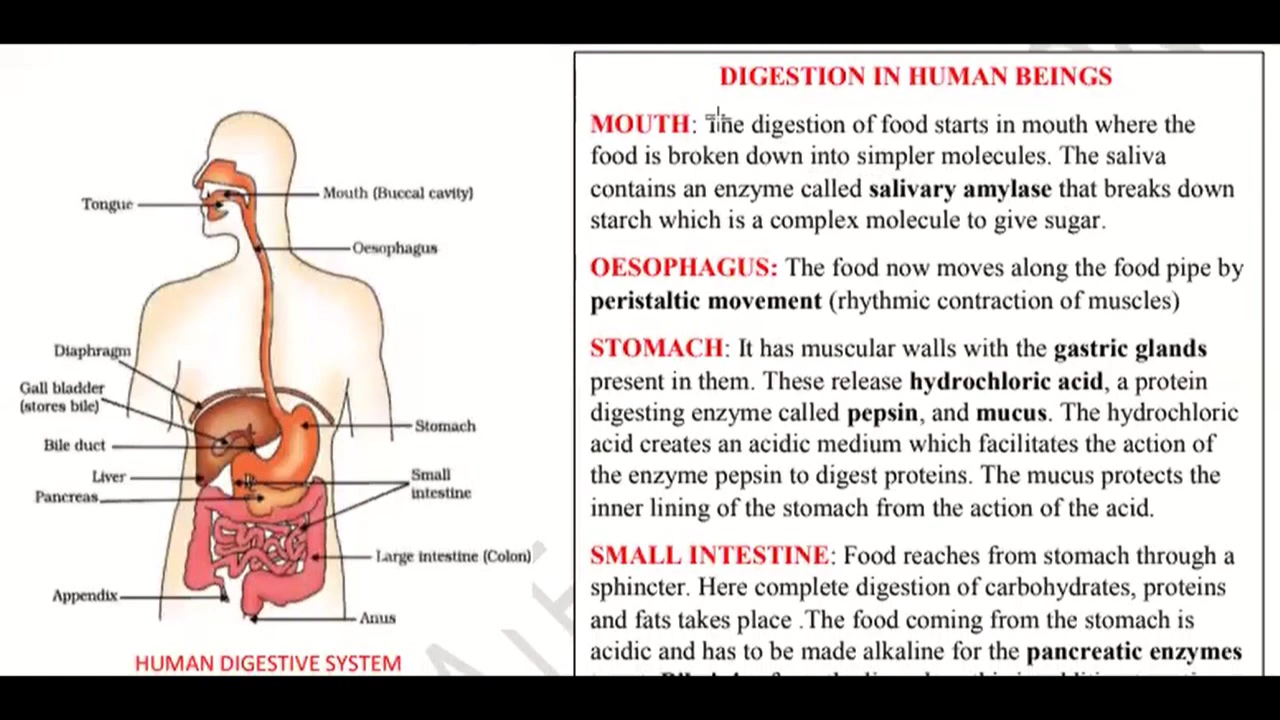 Mouth (Buccal cavity)
Tongue
Oesophagus
Diaphragm
Gall bladder
(stores bile)
Stomach
Bile duct
Liver
Small
intestine
Pancreas
Large intestine (Colon)
Appendix
Anus
HUMAN DIGESTIVE SYSTEM
DIGESTION IN HUMAN BEINGS
MOUTH: The digestion of food starts in mouth where the
food is broken down into simpler molecules. The saliva
contains an enzyme called salivary amylase that breaks down
starch which is a complex molecule to give sugar.
OESOPHAGUS: The food now moves along the food pipe by
peristaltic movement (rhythmic contraction of muscles)
STOMACH: It has muscular walls with the gastric glands
present in them. These release hydrochloric acid, a protein
digesting enzyme called pepsin, and mucus. The hydrochloric
acid creates an acidic medium which facilitates the action of
the enzyme pepsin to digest proteins. The mucus protects the
inner lining of the stomach from the action of the acid.
SMALL INTESTINE: Food reaches from stomach through a
sphincter. Here complete digestion of carbohydrates, proteins
and fats takes place .The food coming from the stomach is
acidic and has to be made alkaline for the pancreatic enzymes